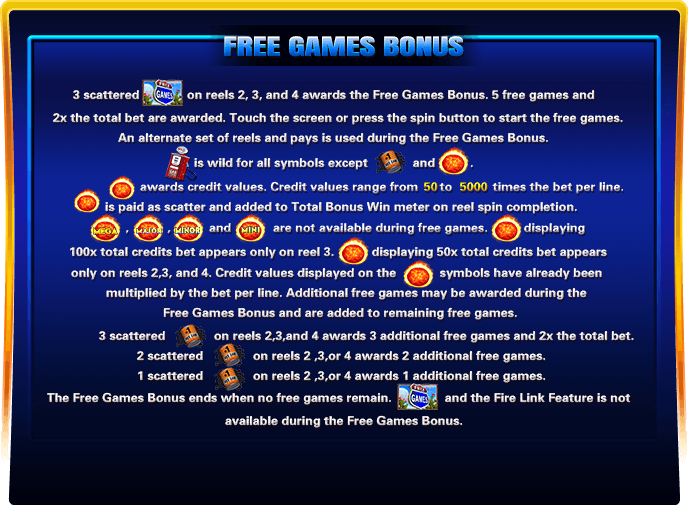 FREE GAMES BONUS
3 scattered GAMES on reels 2, 3, and 4 awards the Free Games Bonus. 5 free games and
2x the total bet are awarded. Touch the screen or press the spin button to start the free games.
An alternate set of reels and pays is used during the Free Games Bonus.
is wild for all symbols except and .
awards credit values. Credit values range from 50 to 5000 times the bet per line.
is paid as scatter and added to Total Bonus Win meter on reel spin completion.
MEGA , MAJOR , MINOR and MINI are not available during free games. displaying
100x total credits bet appears only on reel 3. displaying 50x total credits bet appears
only on reels 2,3, and 4. Credit values displayed on the symbols have already been
multiplied by the bet per line. Additional free games may be awarded during the
Free Games Bonus and are added to remaining free games.
3 scattered on reels 2,3,and 4 awards 3 additional free games and 2x the total bet.
2 scattered on reels 2 ,3,or 4 awards 2 additional free games.
1 scattered on reels 2 ,3,or 4 awards 1 additional free games.
The Free Games Bonus ends when no free games remain. GAMES and the Fire Link Feature is not
available during the Free Games Bonus.